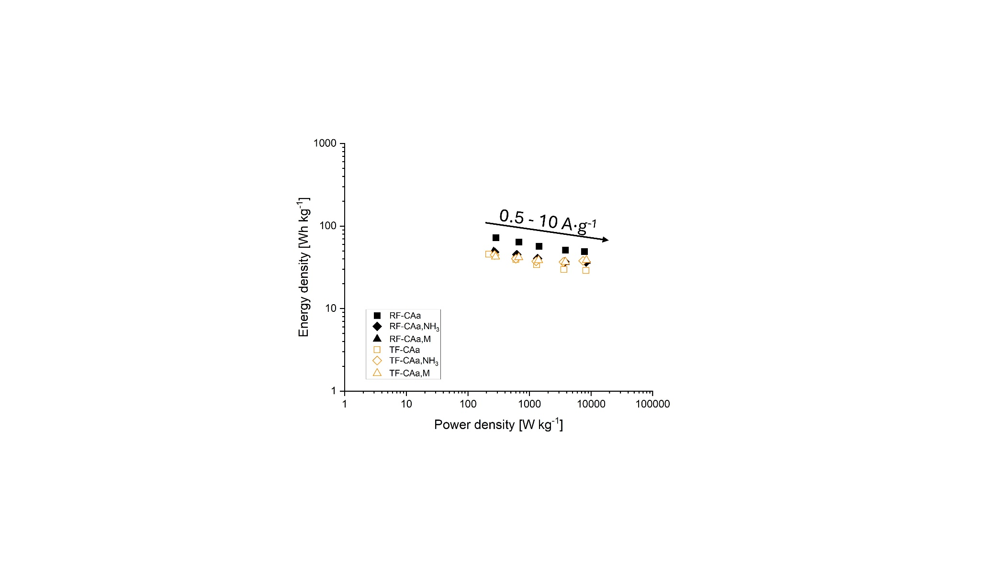 1000
100
10
1
Energy density [Wh kg⁻¹]
0.5 - 10 A·g⁻¹
RF-CAa
RF-CAa,NH₃
RF-CAa,M
TF-CAa
TF-CAa,NH₃
TF-CAa,M
1 10 100 1000 10000 100000
Power density [W kg⁻¹]